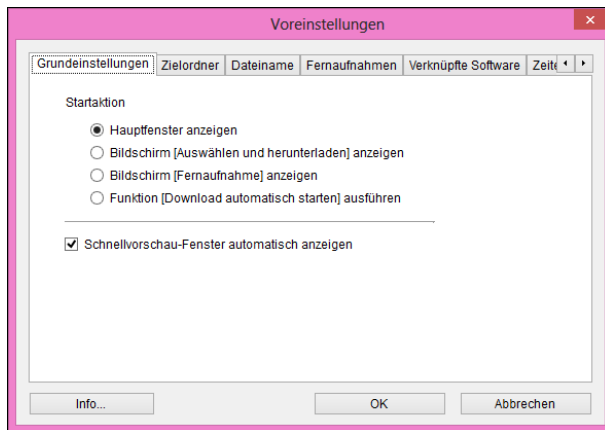 Voreinstellungen
Grundeinstellungen Zielordner Dateiname Fernaufnahmen Verknüpfte Software Zeite
Startaktion
Hauptfenster anzeigen
Bildschirm [Auswählen und herunterladen] anzeigen
Bildschirm [Fernaufnahme] anzeigen
Funktion [Download automatisch starten] ausführen
Schnellvorschau-Fenster automatisch anzeigen
Info... OK Abbrechen